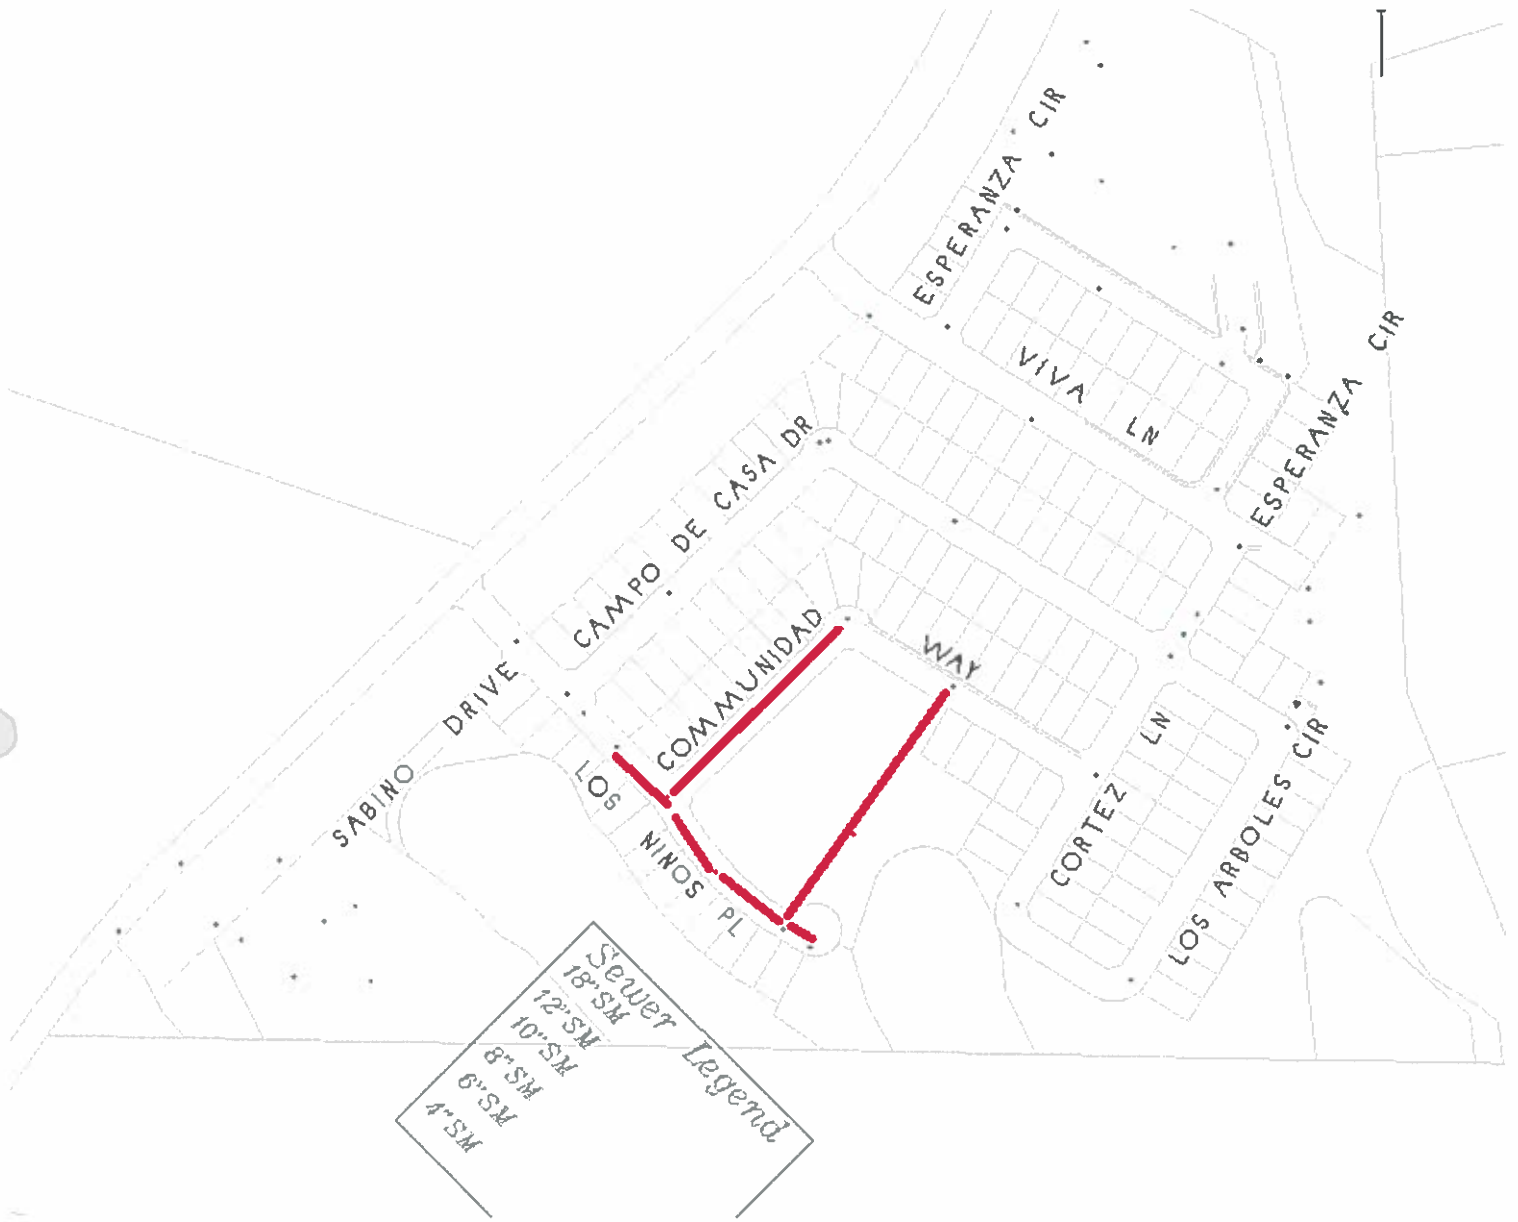 ESPERANZA CIR
VIVA LN
ESPERANZA CIR
CAMPO DE CASA DR
COMMUNIDAD WAY
SABINO DRIVE
LOS NINOS PL
CORTEZ LN
LOS ARBOLES CIR
Sewer Legend
18"SM
12"SM
10"SM
8"SM
6"SM
4"SM